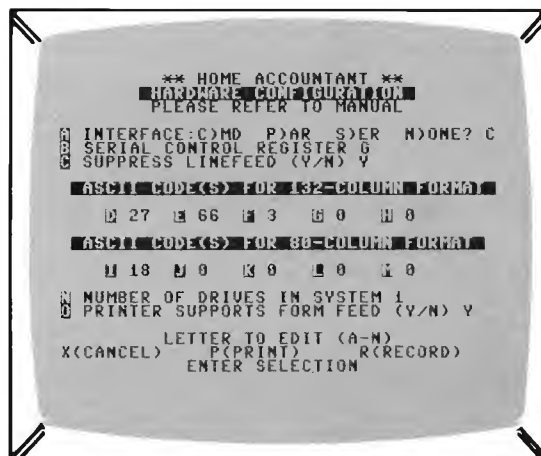 ** HOME ACCOUNTANT **
HARDWARE CONFIGURATION
PLEASE REFER TO MANUAL
A INTERFACE:C)MD P)AR S)ER N)ONE? C
B SERIAL CONTROL REGISTER G
C SUPPRESS LINEFEED (Y/N) Y
ASCII CODE(S) FOR 132-COLUMN FORMAT
D 27 E 66 F 3 G 0 H 0
ASCII CODE(S) FOR 80-COLUMN FORMAT
I 18 J 0 K 0 L 0 M 0
N NUMBER OF DRIVES IN SYSTEM 1
O PRINTER SUPPORTS FORM FEED (Y/N) Y
LETTER TO EDIT (A-N)
X(CANCEL) P(PRINT) R(RECORD)
ENTER SELECTION